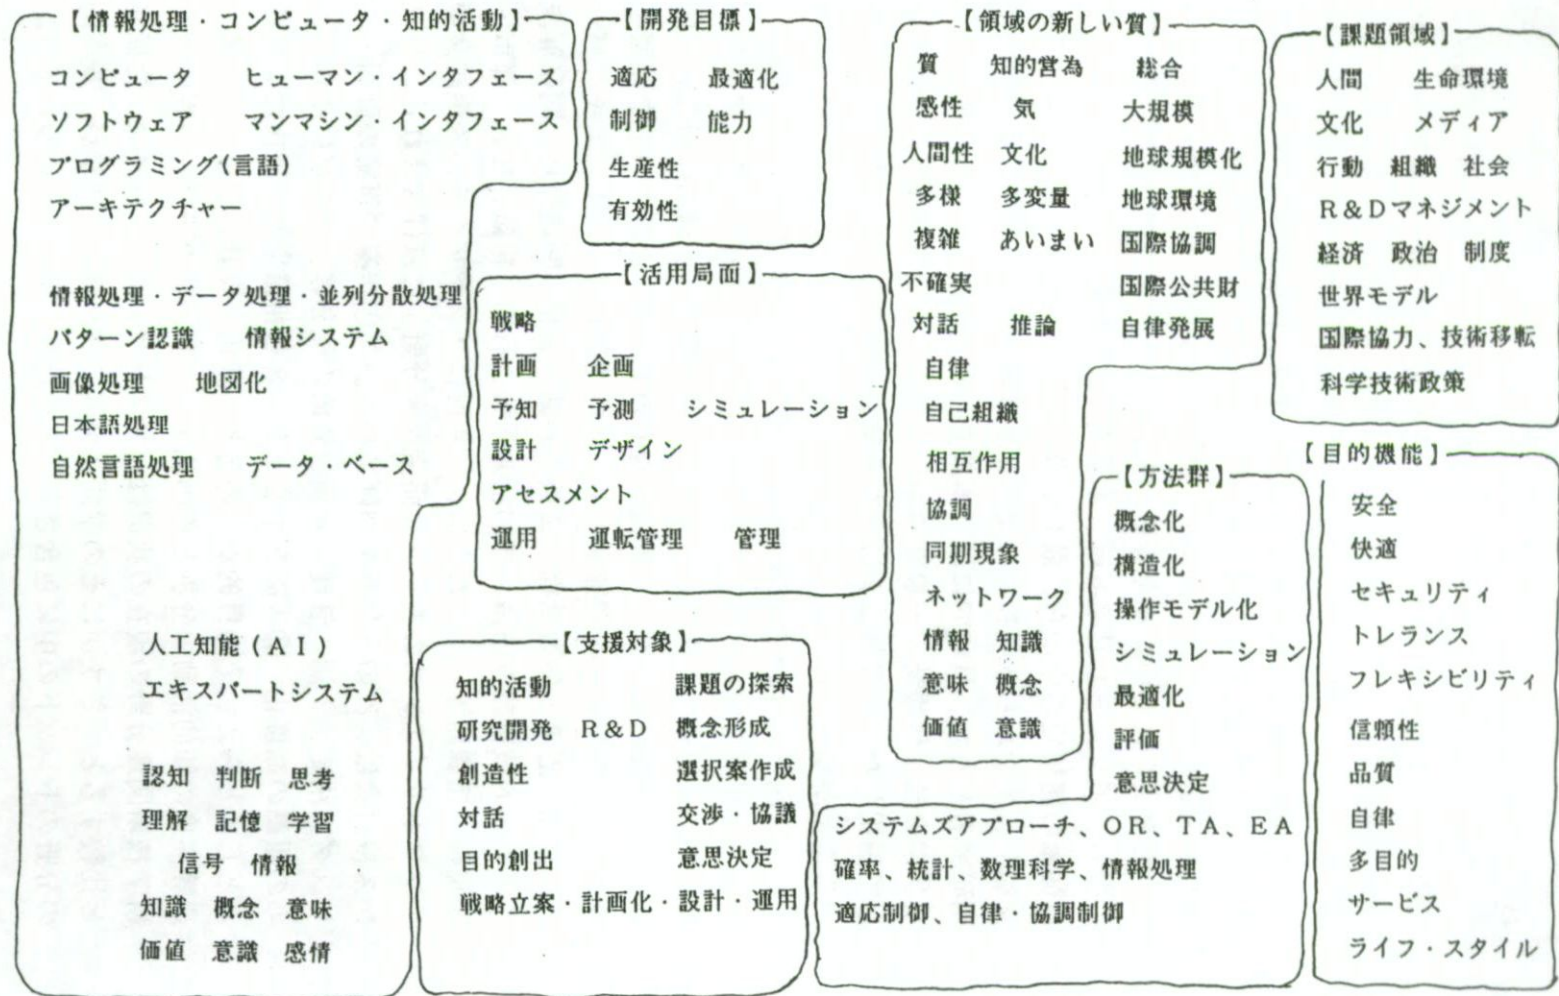 【情報処理・コンピュータ・知的活動】
コンピュータ ヒューマン・インタフェース
ソフトウェア マンマシン・インタフェース
プログラミング(言語)
アーキテクチャー
情報処理・データ処理・並列分散処理
パターン認識 情報システム
画像処理 地図化
日本語処理
自然言語処理 データ・ベース
人工知能(AI)
エキスパートシステム
認知 判断 思考
理解 記憶 学習
信号 情報
知識 概念 意味
価値 意識 感情
【開発目標】
適応 最適化
制御 能力
生産性
有効性
【活用局面】
戦略
計画 企画
予知 予測 シミュレーション
設計 デザイン
アセスメント
運用 運転管理 管理
【支援対象】
知的活動 課題の探索
研究開発 R&D 概念形成
創造性 選択案作成
対話 交渉・協議
目的創出 意思決定
戦略立案・計画化・設計・運用
【領域の新しい質】
質 知的営為 総合
感性 気 大規模
人間性 文化 地球規模化
多様 多変量 地球環境
複雑 あいまい 国際協調
不確実 国際公共財
対話 推論 自律発展
自律
自己組織
相互作用
協調
同期現象
ネットワーク
情報 知識
意味 概念
価値 意識
【方法群】
概念化
構造化
操作モデル化
シミュレーション
最適化
評価
意思決定
システムズアプローチ、OR、TA、EA
確率、統計、数理科学、情報処理
適応制御、自律・協調制御
【課題領域】
人間 生命環境
文化 メディア
行動 組織 社会
R&Dマネジメント
経済 政治 制度
世界モデル
国際協力、技術移転
科学技術政策
【目的機能】
安全
快適
セキュリティ
トレランス
フレキシビリティ
信頼性
品質
自律
多目的
サービス
ライフ・スタイル